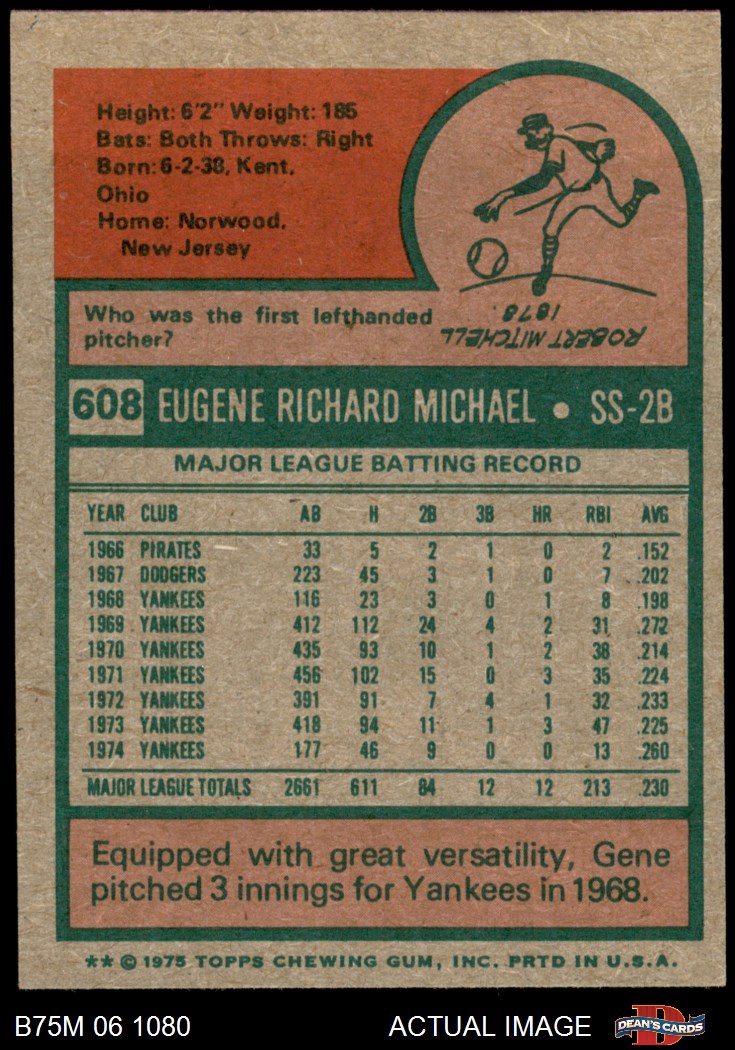 Height: 6'2" Weight: 185
Bats: Both Throws: Right
Born: 6-2-38, Kent,
Ohio
Home: Norwood,
New Jersey
Who was the first lefthanded
pitcher?
ROBERT MITCHELL
1878.
608 EUGENE RICHARD MICHAEL • SS-2B
MAJOR LEAGUE BATTING RECORD
YEAR CLUB AB H 2B 3B HR RBI AVG
1966 PIRATES 33 5 2 1 0 2 .152
1967 DODGERS 223 45 3 1 0 7 .202
1968 YANKEES 116 23 3 0 1 8 .198
1969 YANKEES 412 112 24 4 2 31 .272
1970 YANKEES 435 93 10 1 2 38 .214
1971 YANKEES 456 102 15 0 3 35 .224
1972 YANKEES 391 91 7 4 1 32 .233
1973 YANKEES 418 94 11 1 3 47 .225
1974 YANKEES 177 46 9 0 0 13 .260
MAJOR LEAGUE TOTALS 2661 611 84 12 12 213 .230
Equipped with great versatility, Gene
pitched 3 innings for Yankees in 1968.
** © 1975 TOPPS CHEWING GUM, INC. PRTD IN U.S.A.
B75M 06 1080 ACTUAL IMAGE DEAN'S CARDS